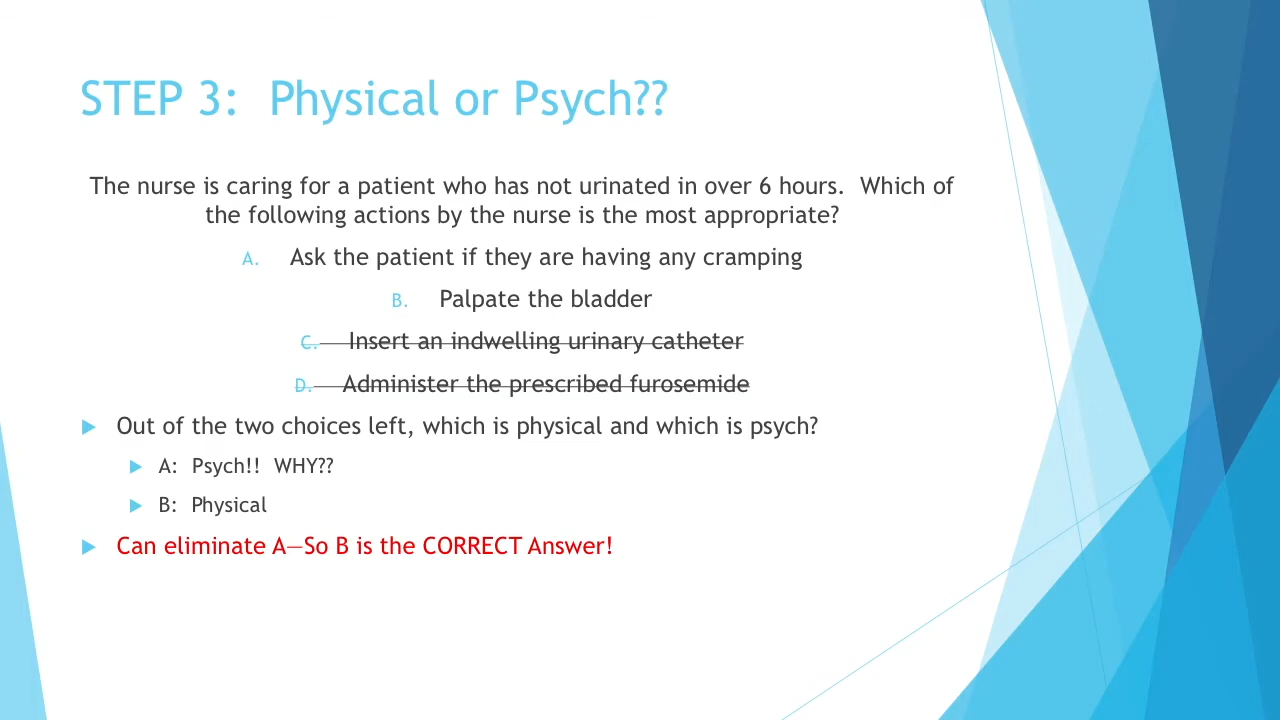 STEP 3: Physical or Psych??
The nurse is caring for a patient who has not urinated in over 6 hours. Which of
the following actions by the nurse is the most appropriate?
A. Ask the patient if they are having any cramping
B. Palpate the bladder
C. Insert an indwelling urinary catheter
D. Administer the prescribed furosemide
Out of the two choices left, which is physical and which is psych?
A: Psych!! WHY??
B: Physical
Can eliminate A—So B is the CORRECT Answer!